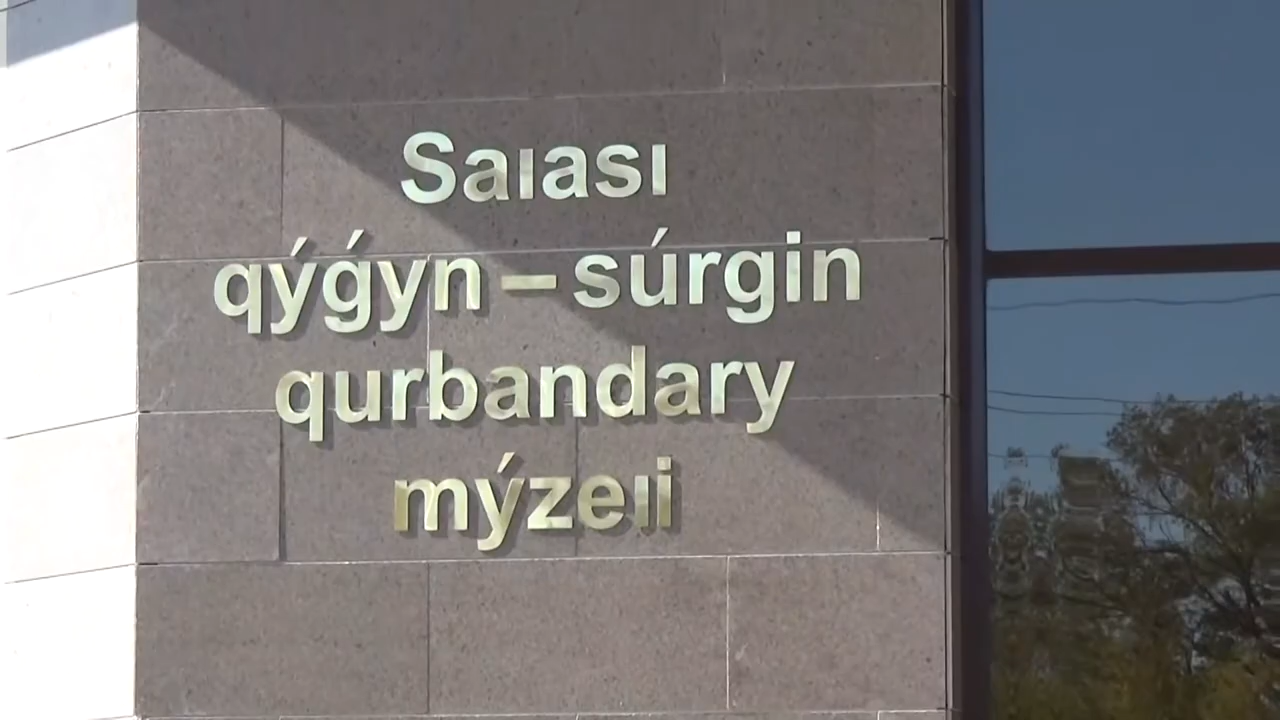 Saıası
qýǵyn – súrgin
qurbandary
mýzeıi